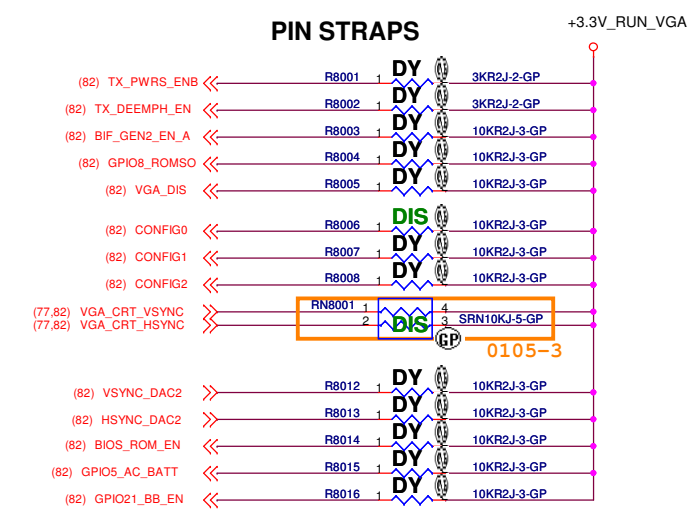 PIN STRAPS
+3.3V_RUN_VGA
(82) TX_PWRS_ENB R8001 1 DY 3KR2J-2-GP
(82) TX_DEEMPH_EN R8002 1 DY 3KR2J-2-GP
(82) BIF_GEN2_EN_A R8003 1 DY 10KR2J-3-GP
(82) GPIO8_ROMSO R8004 1 DY 10KR2J-3-GP
(82) VGA_DIS R8005 1 DY 10KR2J-3-GP
(82) CONFIG0 R8006 1 DIS 10KR2J-3-GP
(82) CONFIG1 R8007 1 DY 10KR2J-3-GP
(82) CONFIG2 R8008 1 DY 10KR2J-3-GP
(77,82) VGA_CRT_VSYNC RN8001 1 4
(77,82) VGA_CRT_HSYNC 2 DIS 3 SRN10KJ-5-GP
GP
0105-3
(82) VSYNC_DAC2 R8012 1 DY 10KR2J-3-GP
(82) HSYNC_DAC2 R8013 1 DY 10KR2J-3-GP
(82) BIOS_ROM_EN R8014 1 DY 10KR2J-3-GP
(82) GPIO5_AC_BATT R8015 1 DY 10KR2J-3-GP
(82) GPIO21_BB_EN R8016 1 DY 10KR2J-3-GP